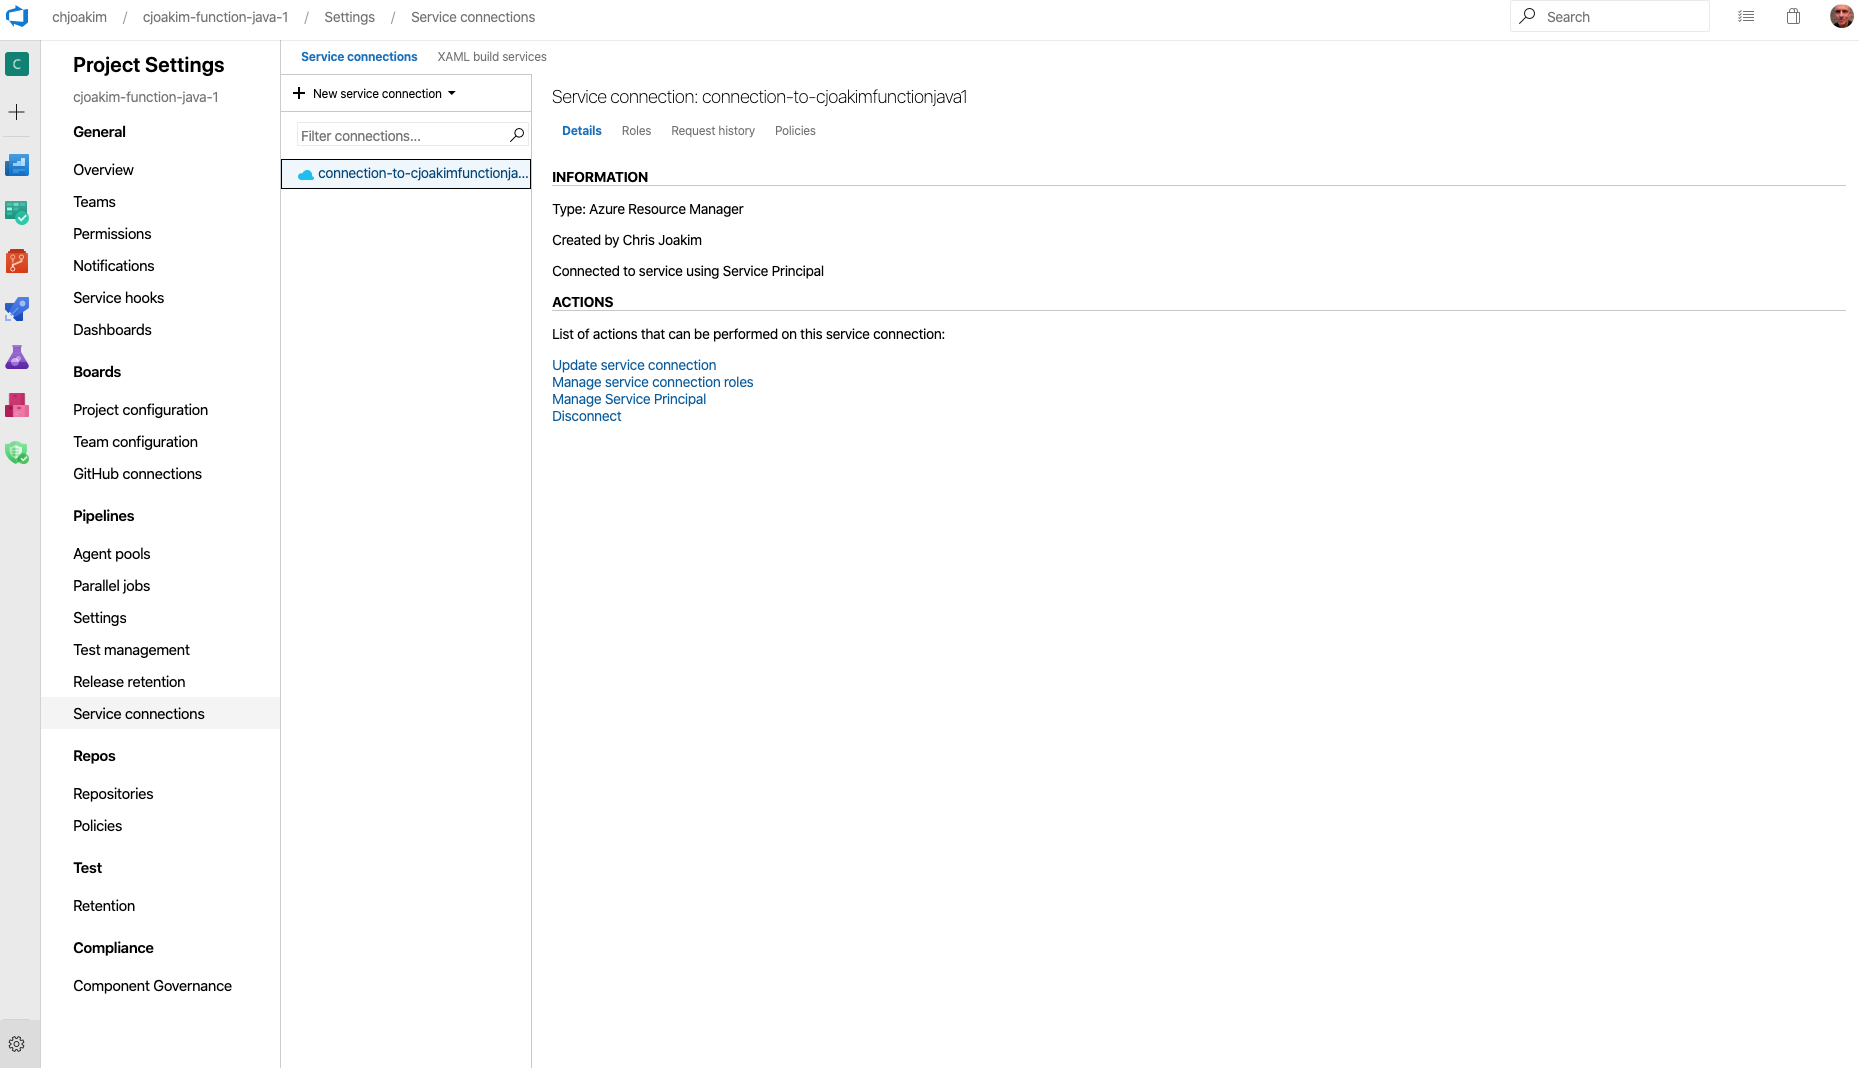 chjoakim / cjoakim-function-java-1 / Settings / Service connections
Search
C
Project Settings
cjoakim-function-java-1
General
Overview
Teams
Permissions
Notifications
Service hooks
Dashboards
Boards
Project configuration
Team configuration
GitHub connections
Pipelines
Agent pools
Parallel jobs
Settings
Test management
Release retention
Service connections
Repos
Repositories
Policies
Test
Retention
Compliance
Component Governance
Service connections XAML build services
New service connection
Filter connections...
connection-to-cjoakimfunctionja...
Service connection: connection-to-cjoakimfunctionjava1
Details Roles Request history Policies
INFORMATION
Type: Azure Resource Manager
Created by Chris Joakim
Connected to service using Service Principal
ACTIONS
List of actions that can be performed on this service connection:
Update service connection
Manage service connection roles
Manage Service Principal
Disconnect